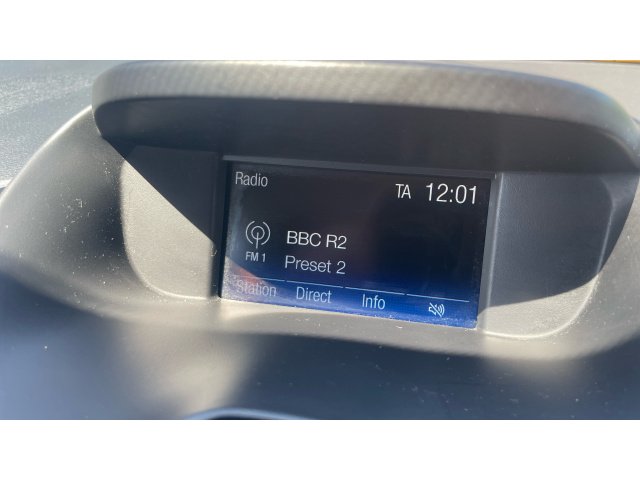 Radio
TA 12:01
BBC R2
FM 1
Preset 2
Station Direct Info